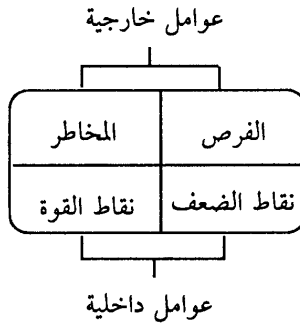 عوامل خارجية
الفرص المخاطر
نقاط الضعف نقاط القوة
عوامل داخلية